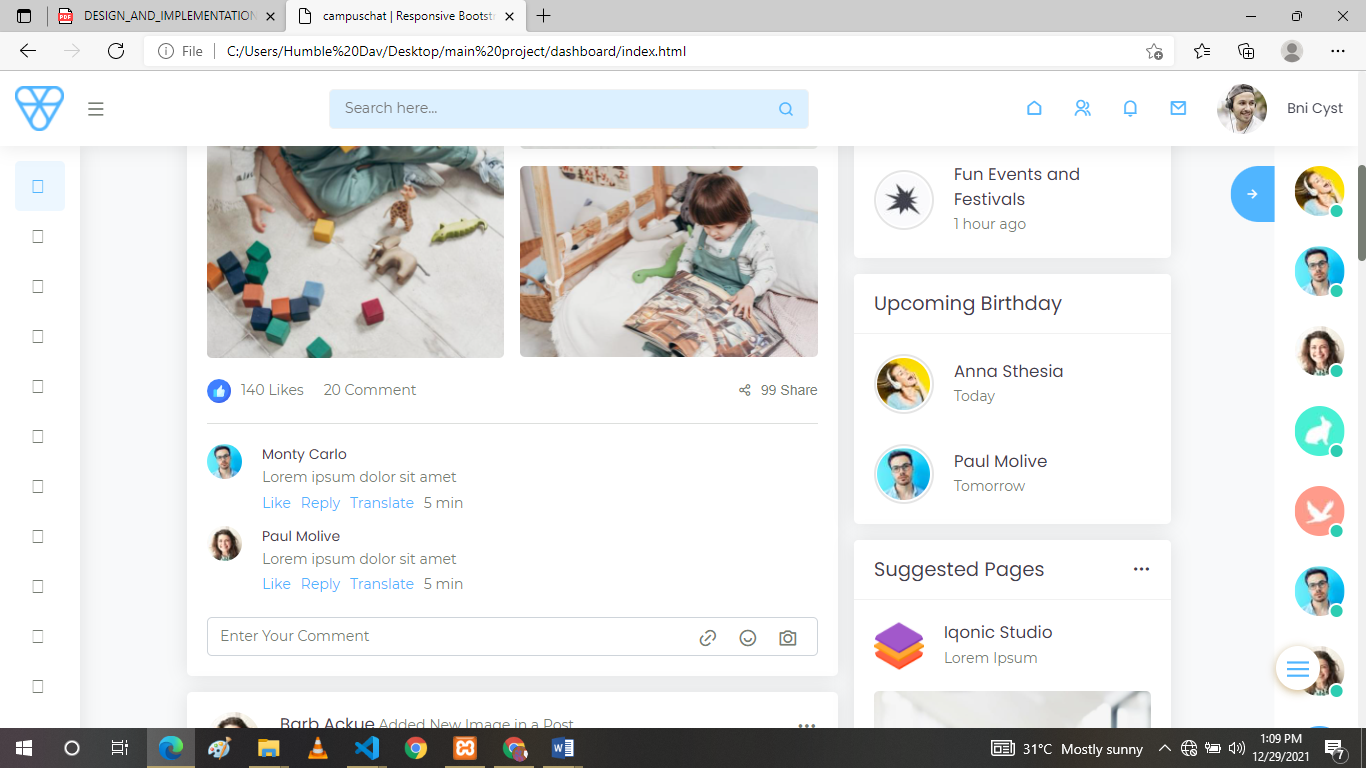 DESIGN_AND_IMPLEMENTATION
campuschat | Responsive Bootstr
File
C:/Users/Humble%20Dav/Desktop/main%20project/dashboard/index.html
Search here...
Bni Cyst
Fun Events and
Festivals
1 hour ago
Upcoming Birthday
Anna Sthesia
Today
Paul Molive
Tomorrow
140 Likes
20 Comment
99 Share
Monty Carlo
Lorem ipsum dolor sit amet
Like Reply Translate 5 min
Paul Molive
Lorem ipsum dolor sit amet
Like Reply Translate 5 min
Enter Your Comment
Suggested Pages
Iqonic Studio
Lorem Ipsum
Barb Ackue Added New Image in a Post
31°C Mostly sunny
1:09 PM
12/29/2021
7